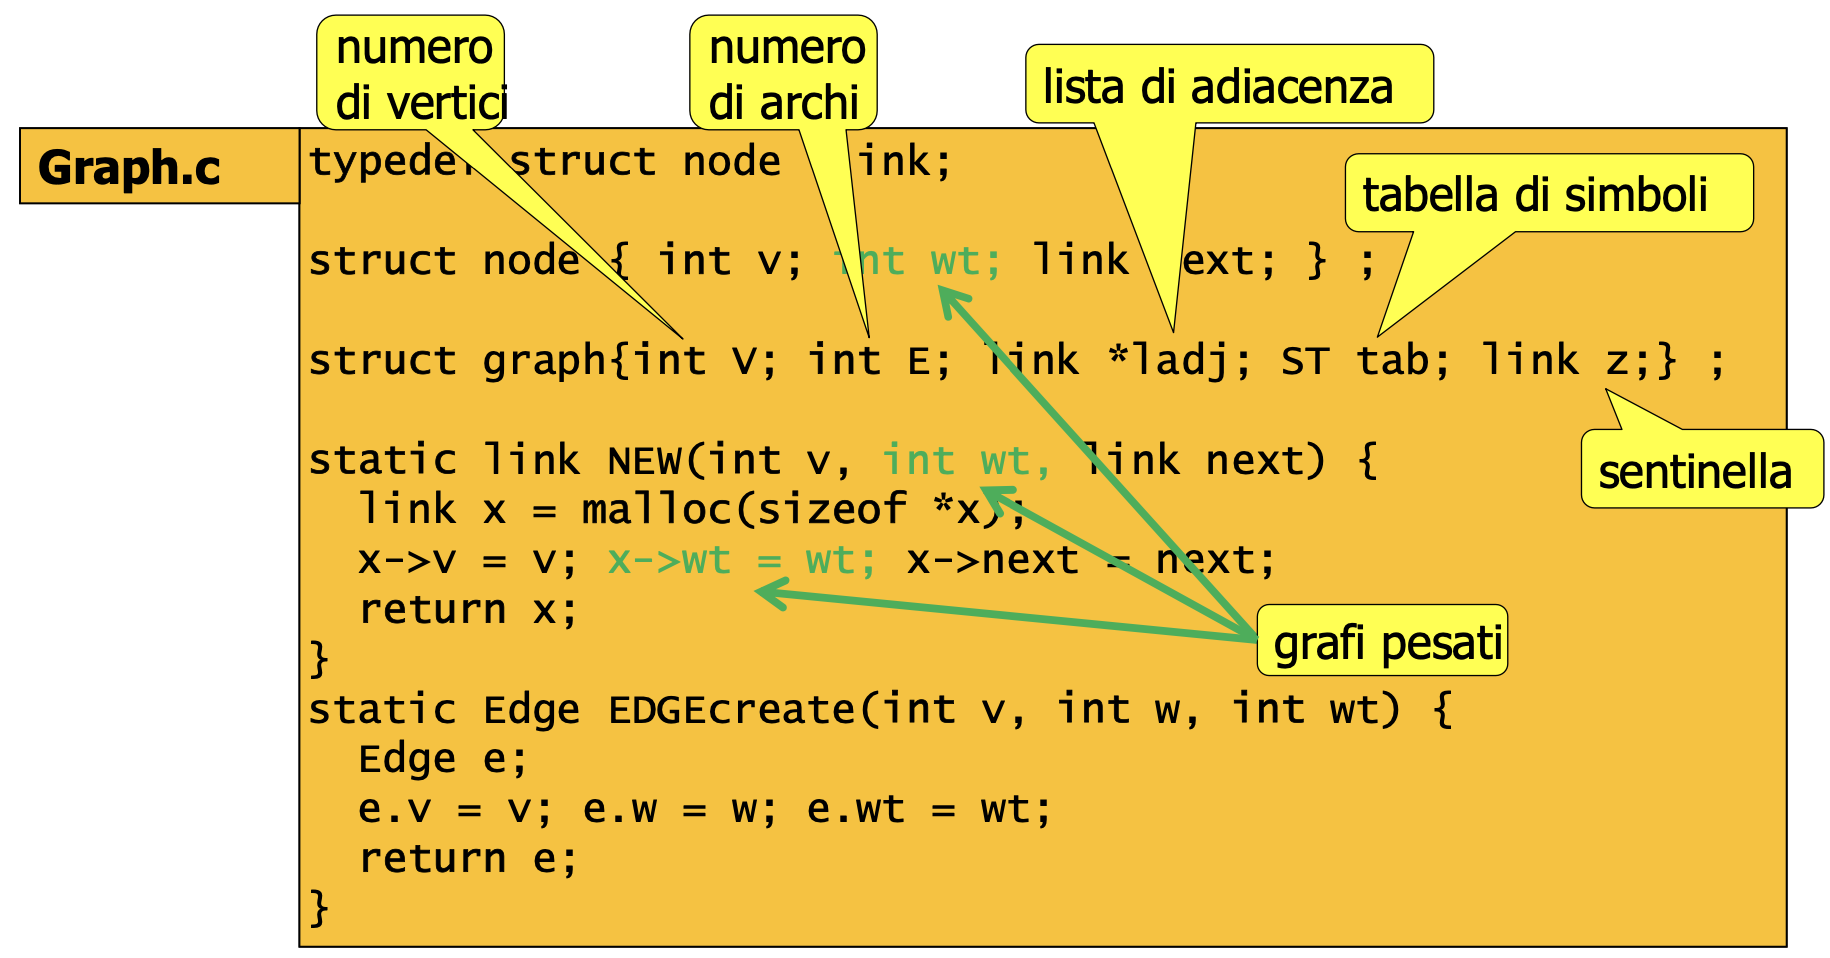 numero
di vertici
numero
di archi
lista di adiacenza
Graph.c
typedef struct node *link;
tabella di simboli
struct node { int v; int wt; link next; } ;
struct graph{int V; int E; link *ladj; ST tab; link z;} ;
static link NEW(int v, int wt, link next) {
sentinella
link x = malloc(sizeof *x);
x->v = v; x->wt = wt; x->next = next;
return x;
grafi pesati
}
static Edge EDGEcreate(int v, int w, int wt) {
Edge e;
e.v = v; e.w = w; e.wt = wt;
return e;
}